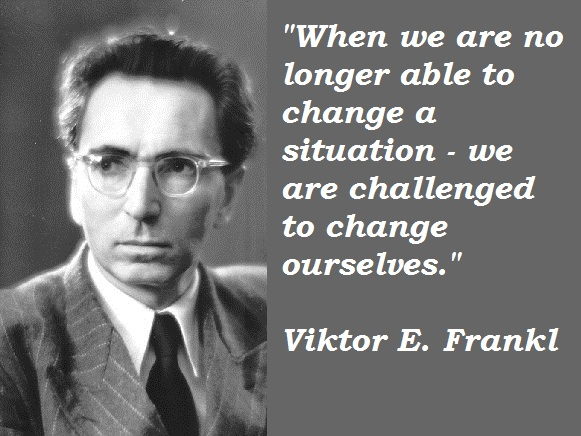 "When we are no
longer able to
change a
situation - we
are challenged
to change
ourselves."
Viktor E. Frankl